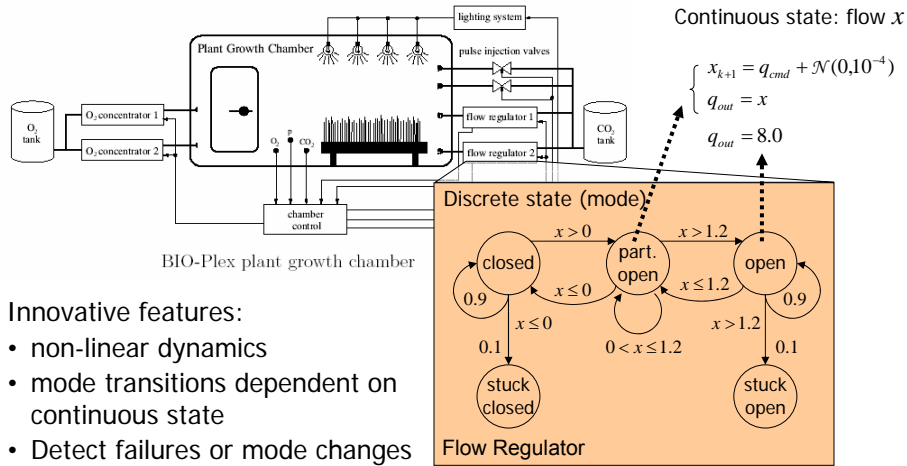 Continuous state: flow x
x_{k+1} = q_{cmd} + 𝒩(0,10^{-4})
q_{out} = x
q_{out} = 8.0
lighting system
Plant Growth Chamber
pulse injection valves
O₂ tank
O₂ concentrator 1
O₂ concentrator 2
flow regulator 1
flow regulator 2
CO₂ tank
O₂
P
CO₂
chamber control
BIO-Plex plant growth chamber
Discrete state (mode)
x > 0
x > 1.2
closed
part. open
open
x ≤ 0
x ≤ 1.2
0.9
0.9
x ≤ 0
0 < x ≤ 1.2
x > 1.2
0.1
0.1
stuck closed
stuck open
Flow Regulator
Innovative features:
• non-linear dynamics
• mode transitions dependent on
continuous state
• Detect failures or mode changes